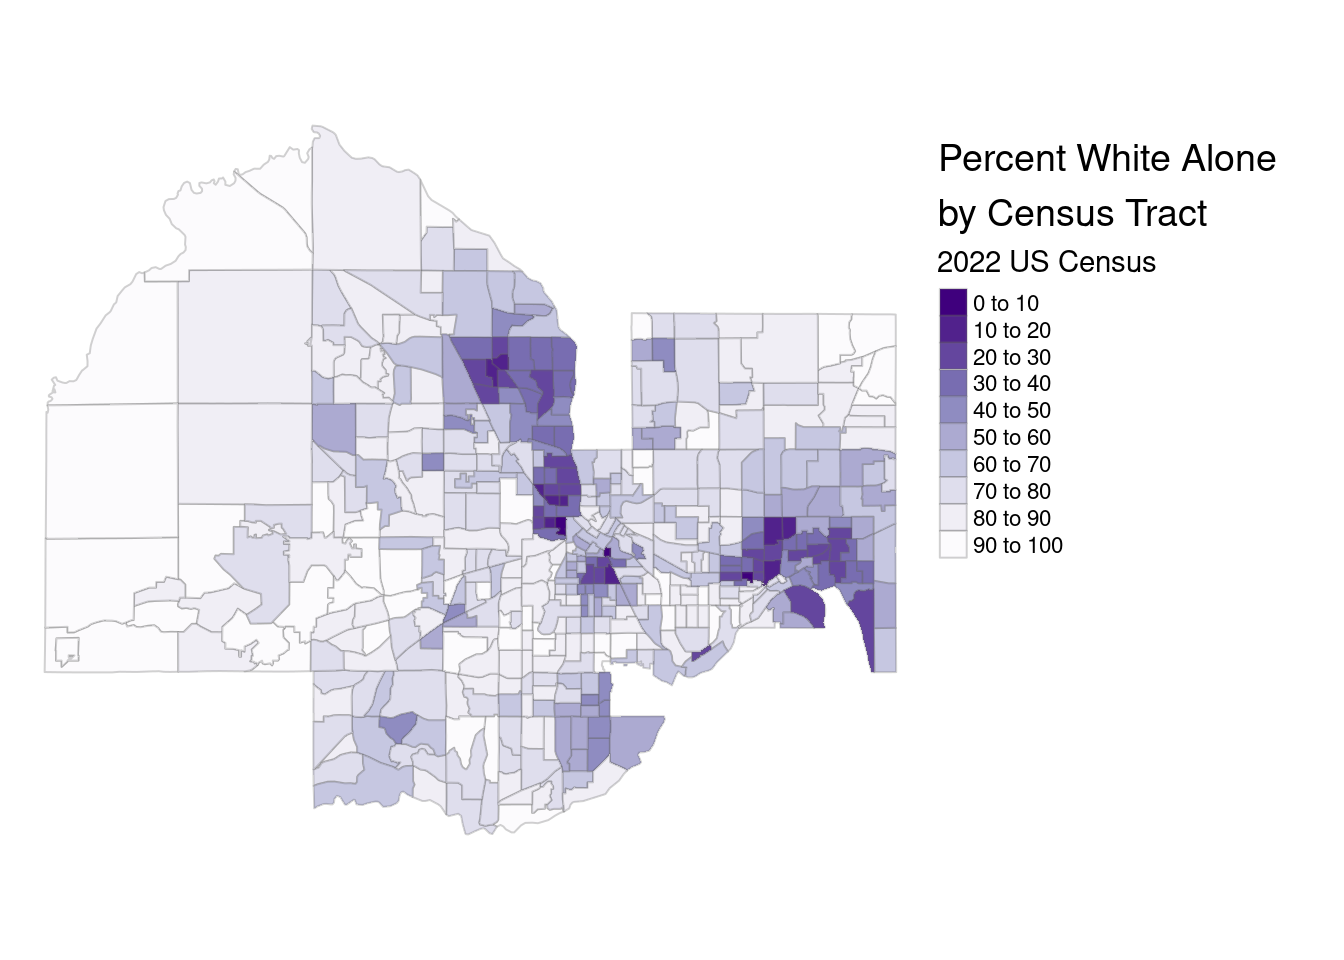 Percent White Alone
by Census Tract
2022 US Census
0 to 10
10 to 20
20 to 30
30 to 40
40 to 50
50 to 60
60 to 70
70 to 80
80 to 90
90 to 100